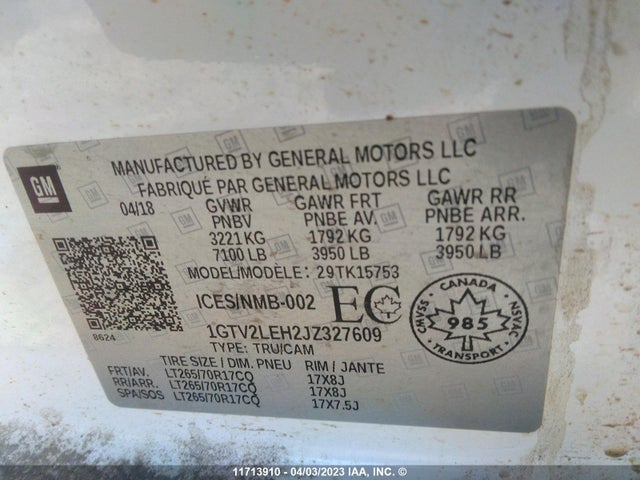 GM
MANUFACTURED BY GENERAL MOTORS LLC
FABRIQUÉ PAR GENERAL MOTORS LLC
04/18 GVWR GAWR FRT GAWR RR
PNBV PNBE AV. PNBE ARR.
3221 KG 1792 KG 1792 KG
7100 LB 3950 LB 3950 LB
MODEL/MODÈLE: 29TK15753
ICES/NMB-002 EC
8624
1GTV2LEH2JZ327609
TYPE: TRU/CAM
CANADA
CMVSS 985 NSVAC
TRANSPORT
TIRE SIZE / DIM. PNEU RIM / JANTE
FRT/AV. LT265/70R17CQ 17X8J
RR/ARR. LT265/70R17CQ 17X8J
SPA/SOS LT265/70R17CQ 17X7.5J
11713910 - 04/03/2023 IAA, INC. ©